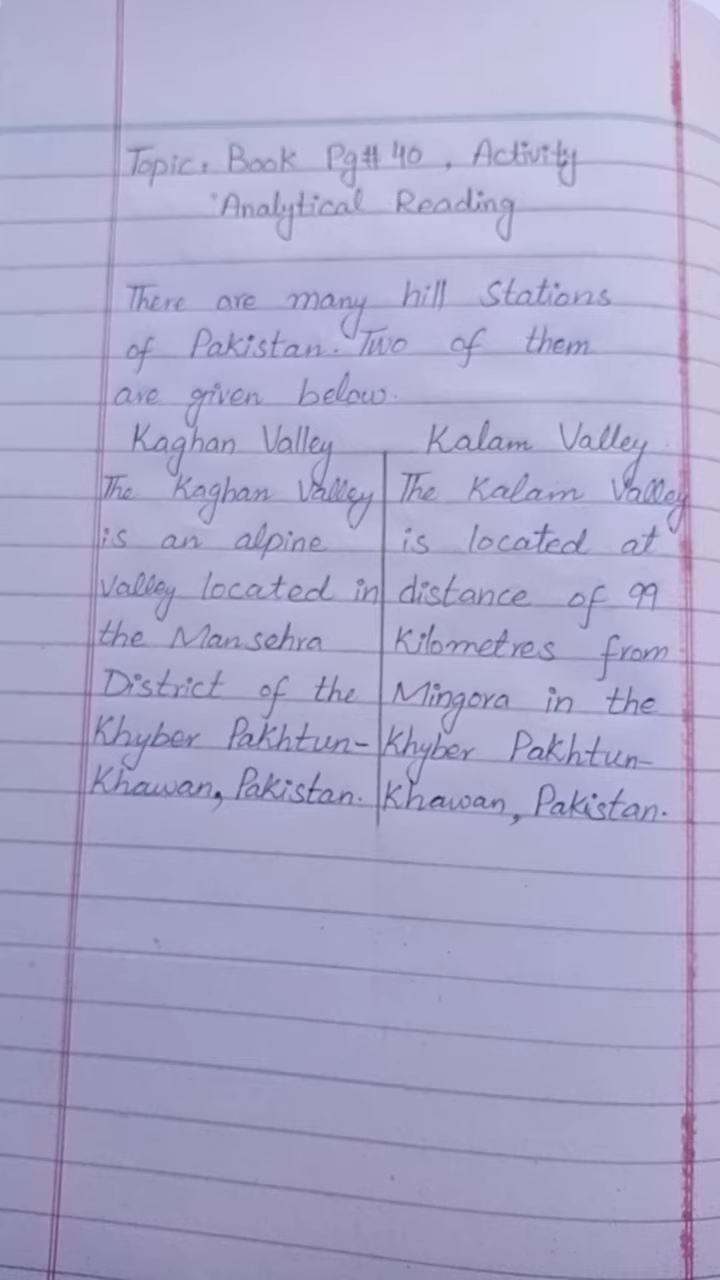 Topic: Book Pg# 40, Activity
"Analytical Reading
There are many hill Stations
of Pakistan. Two of them
are given below.
Kaghan Valley
The Kaghan Valley
is an alpine
valley located in
the Mansehra
District of the
Khyber Pakhtun-
Khawan, Pakistan.
Kalam Valley
The Kalam Valley
is located at
distance of 99
Kilometres from
Mingora in the
Khyber Pakhtun-
Khawan, Pakistan.